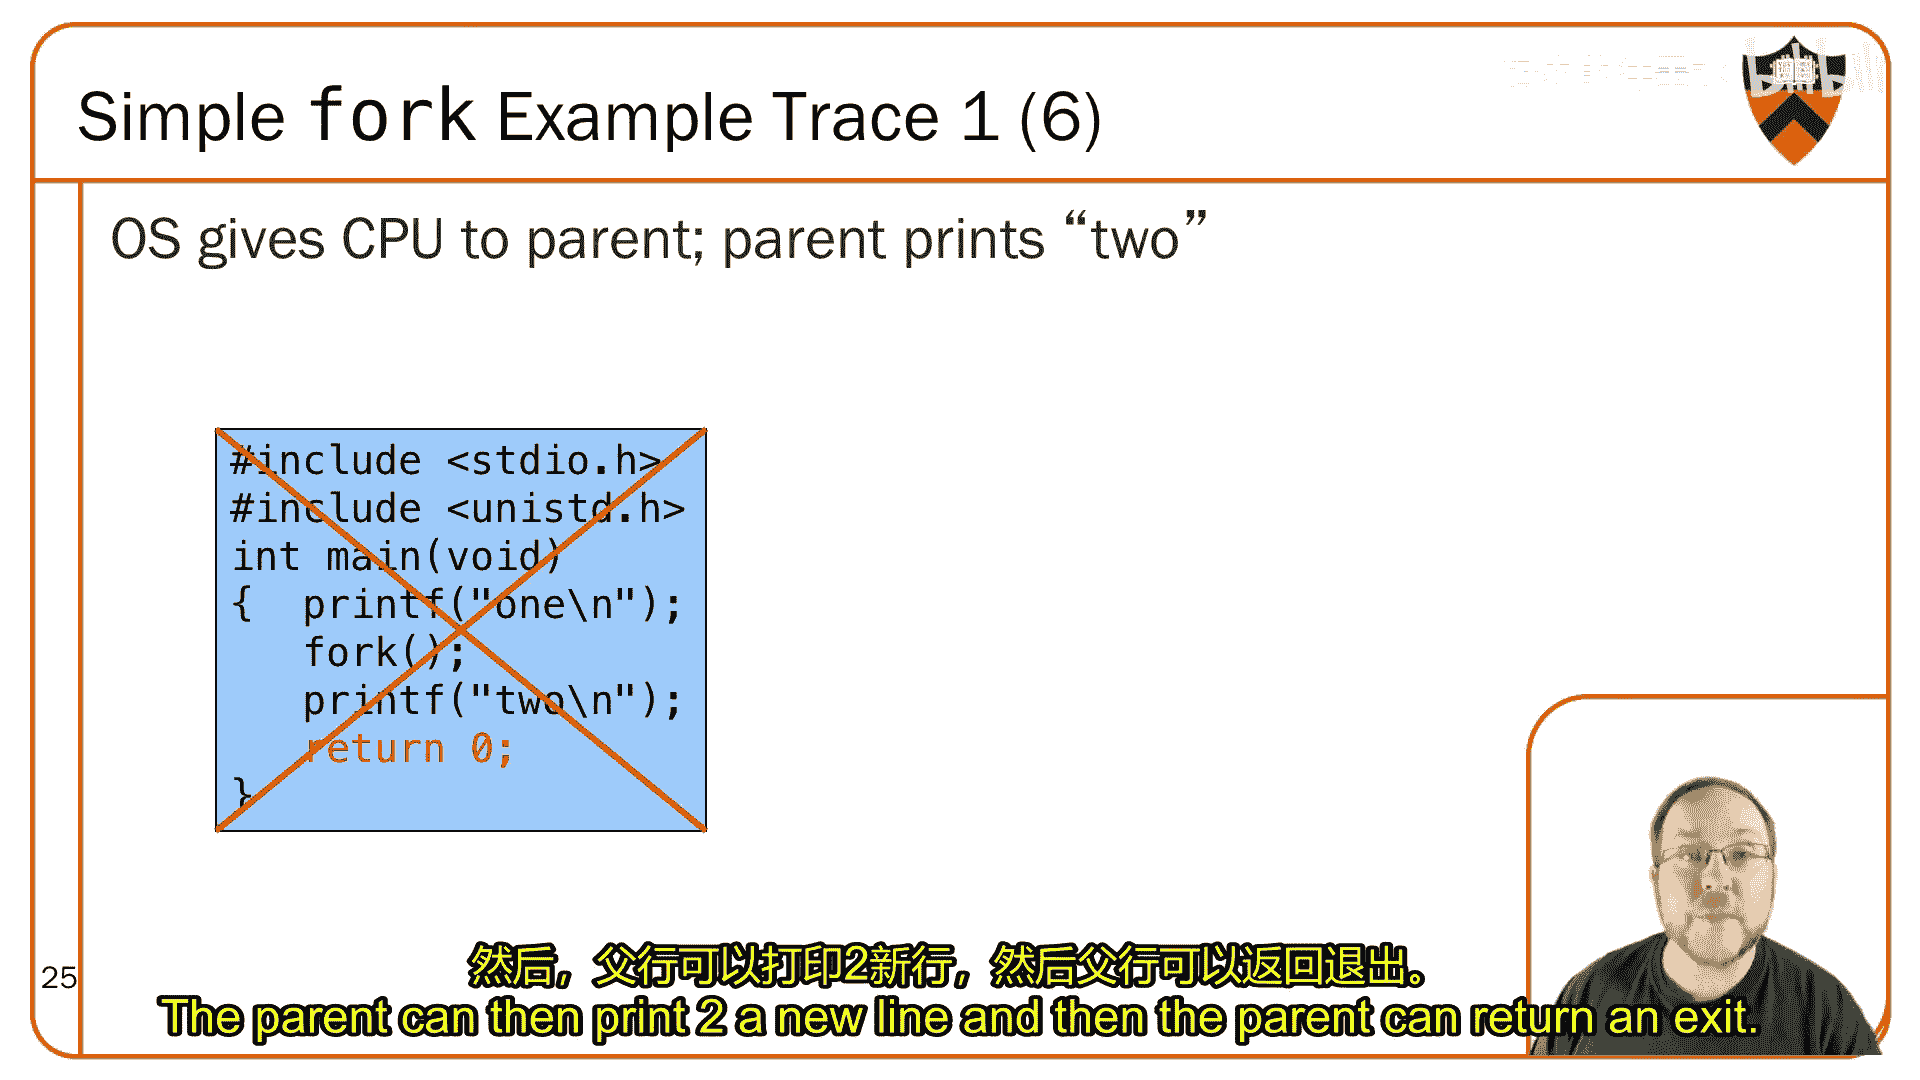 Simple fork Example Trace 1 (6)
bilibili
OS gives CPU to parent; parent prints “two”
#include <stdio.h>
#include <unistd.h>
int main(void)
{  printf("one\n");
   fork();
   printf("two\n");
   return 0;
}
25
然后，父行可以打印2新行，然后父行可以返回退出。
The parent can then print 2 a new line and then the parent can return an exit.